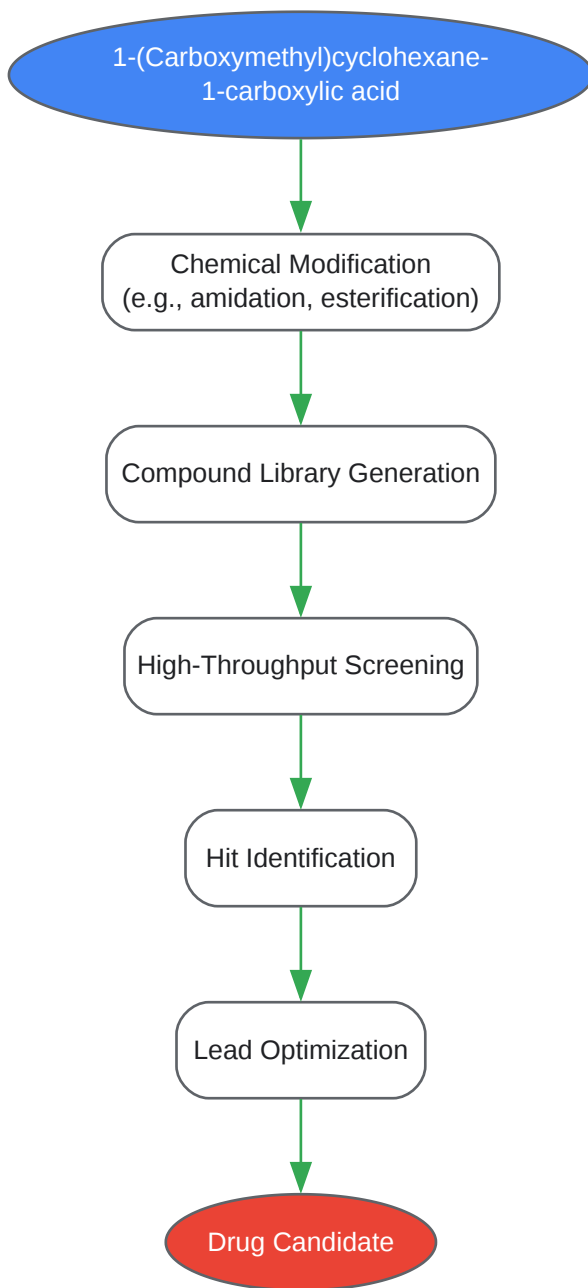 1-(Carboxymethyl)cyclohexane-
1-carboxylic acid
Chemical Modification
(e.g., amidation, esterification)
Compound Library Generation
High-Throughput Screening
Hit Identification
Lead Optimization
Drug Candidate